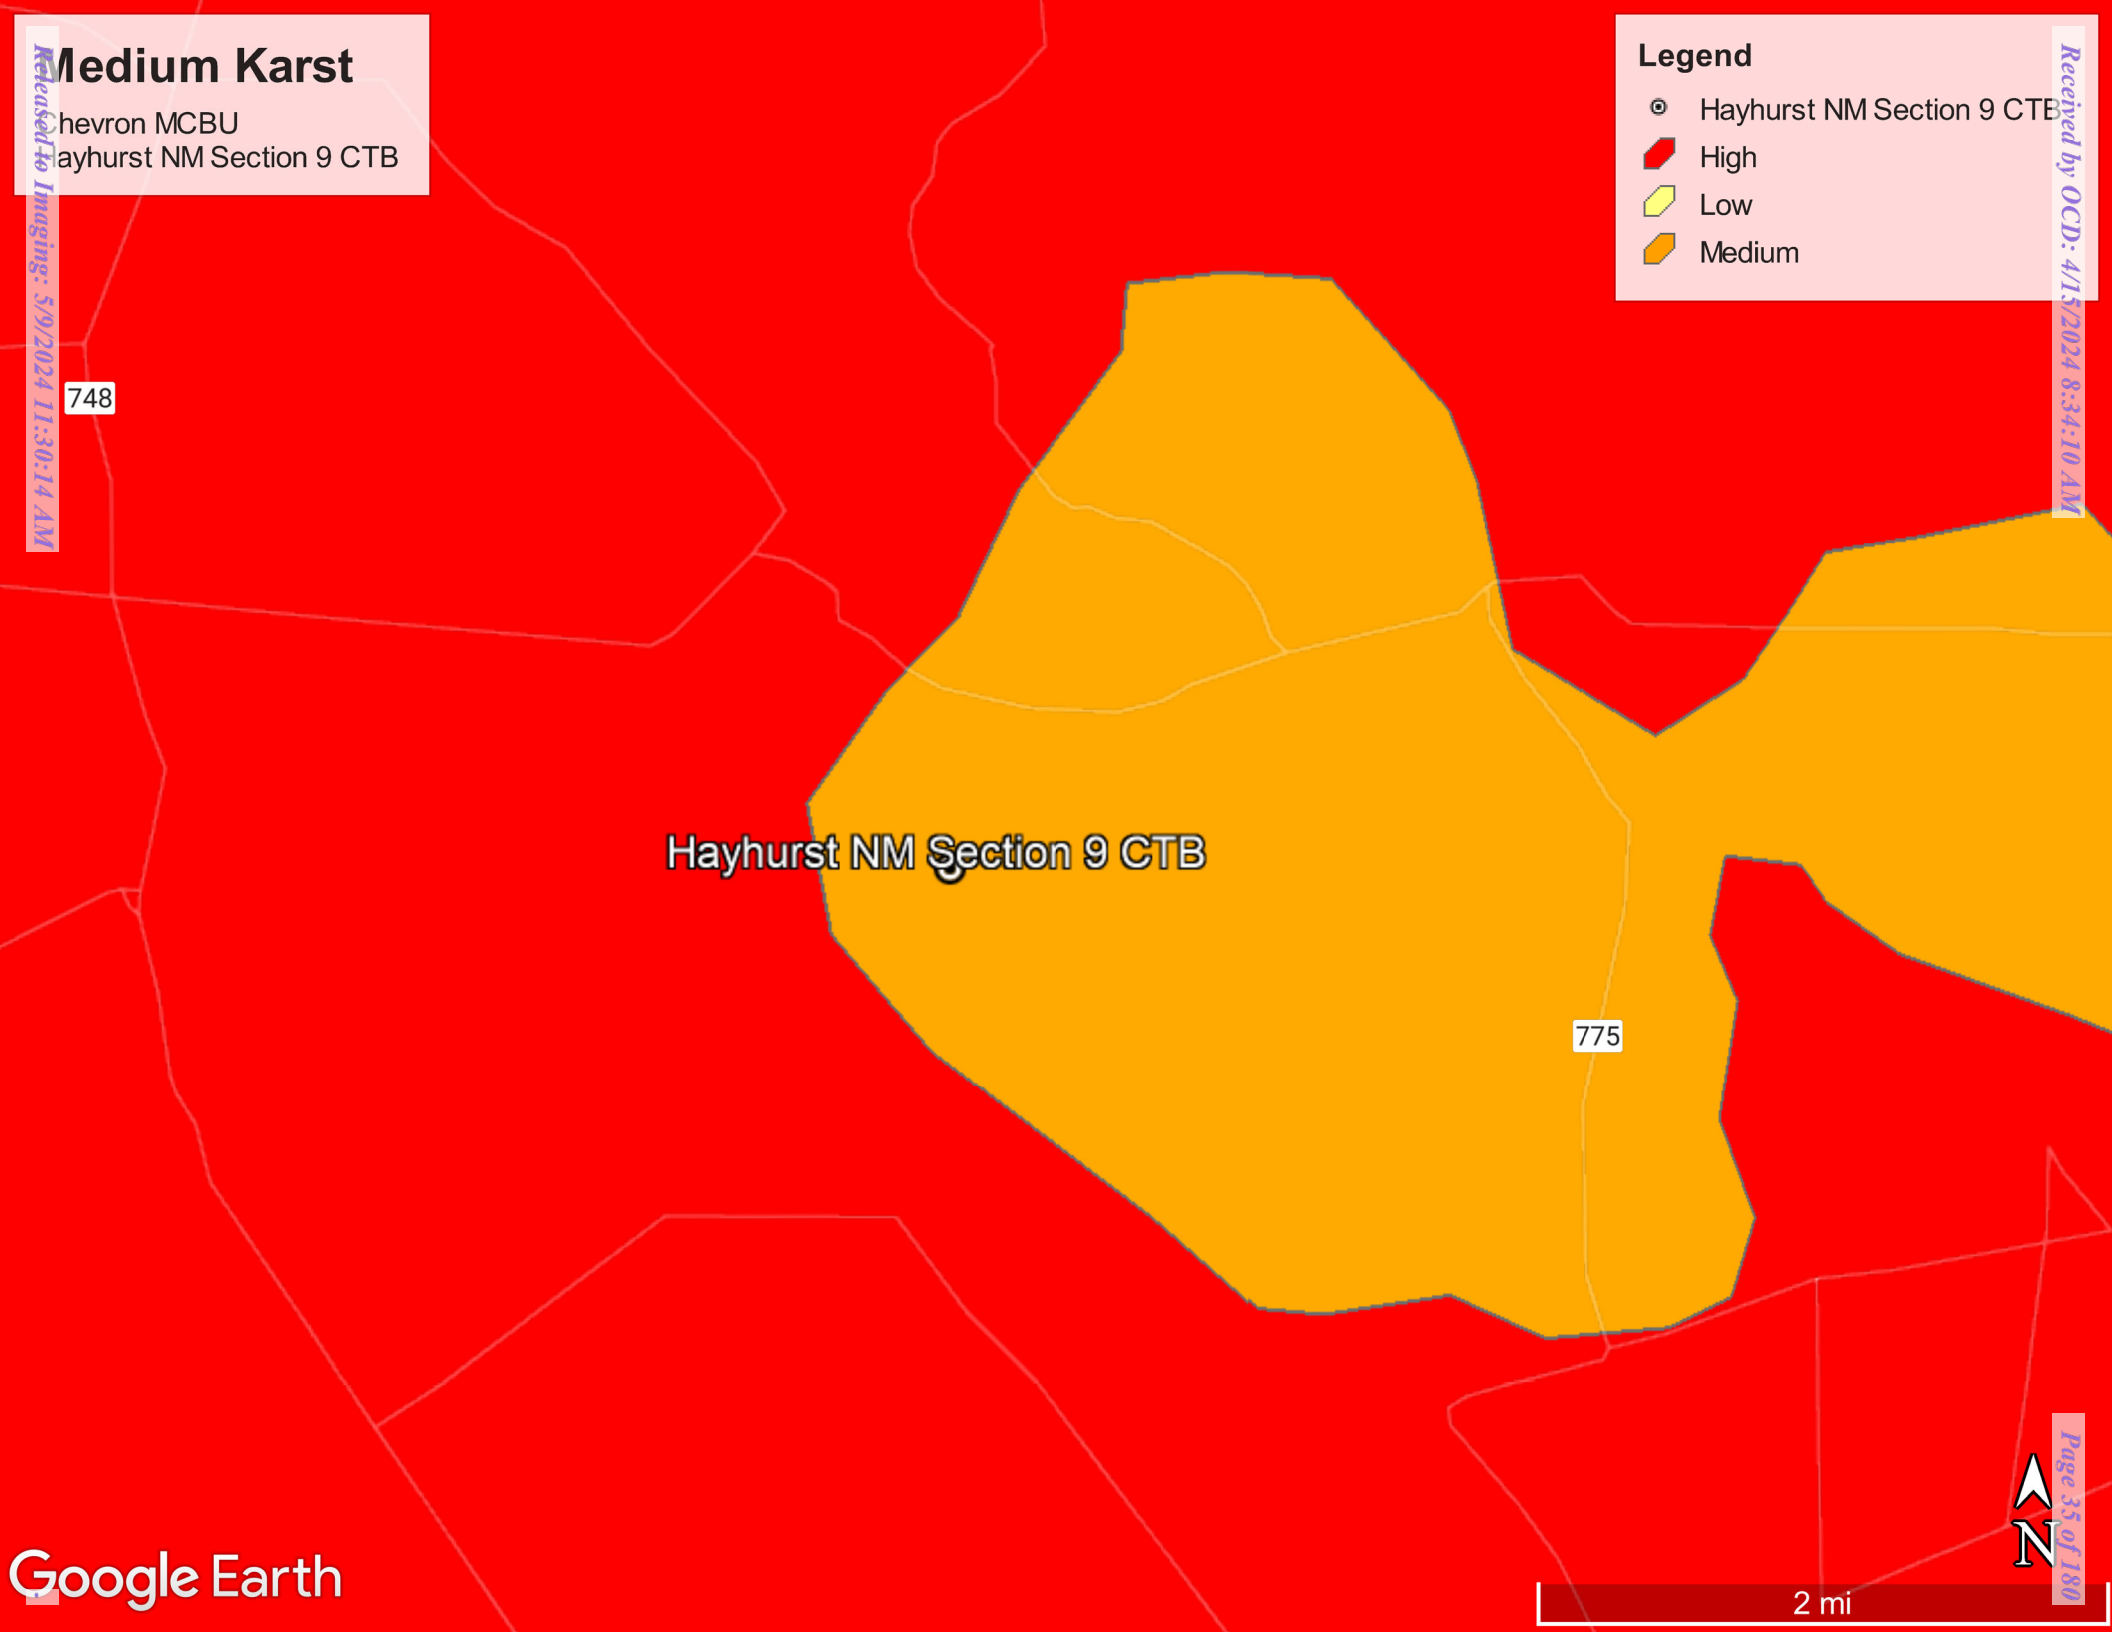 Medium Karst
Chevron MCBU
Hayhurst NM Section 9 CTB
Released to Imaging: 5/9/2024 11:30:14 AM
Legend
Hayhurst NM Section 9 CTB
High
Low
Medium
Received by OCD: 4/15/2024 8:34:10 AM
748
Hayhurst NM Section 9 CTB
775
N
Page 35 of 180
Google Earth
2 mi